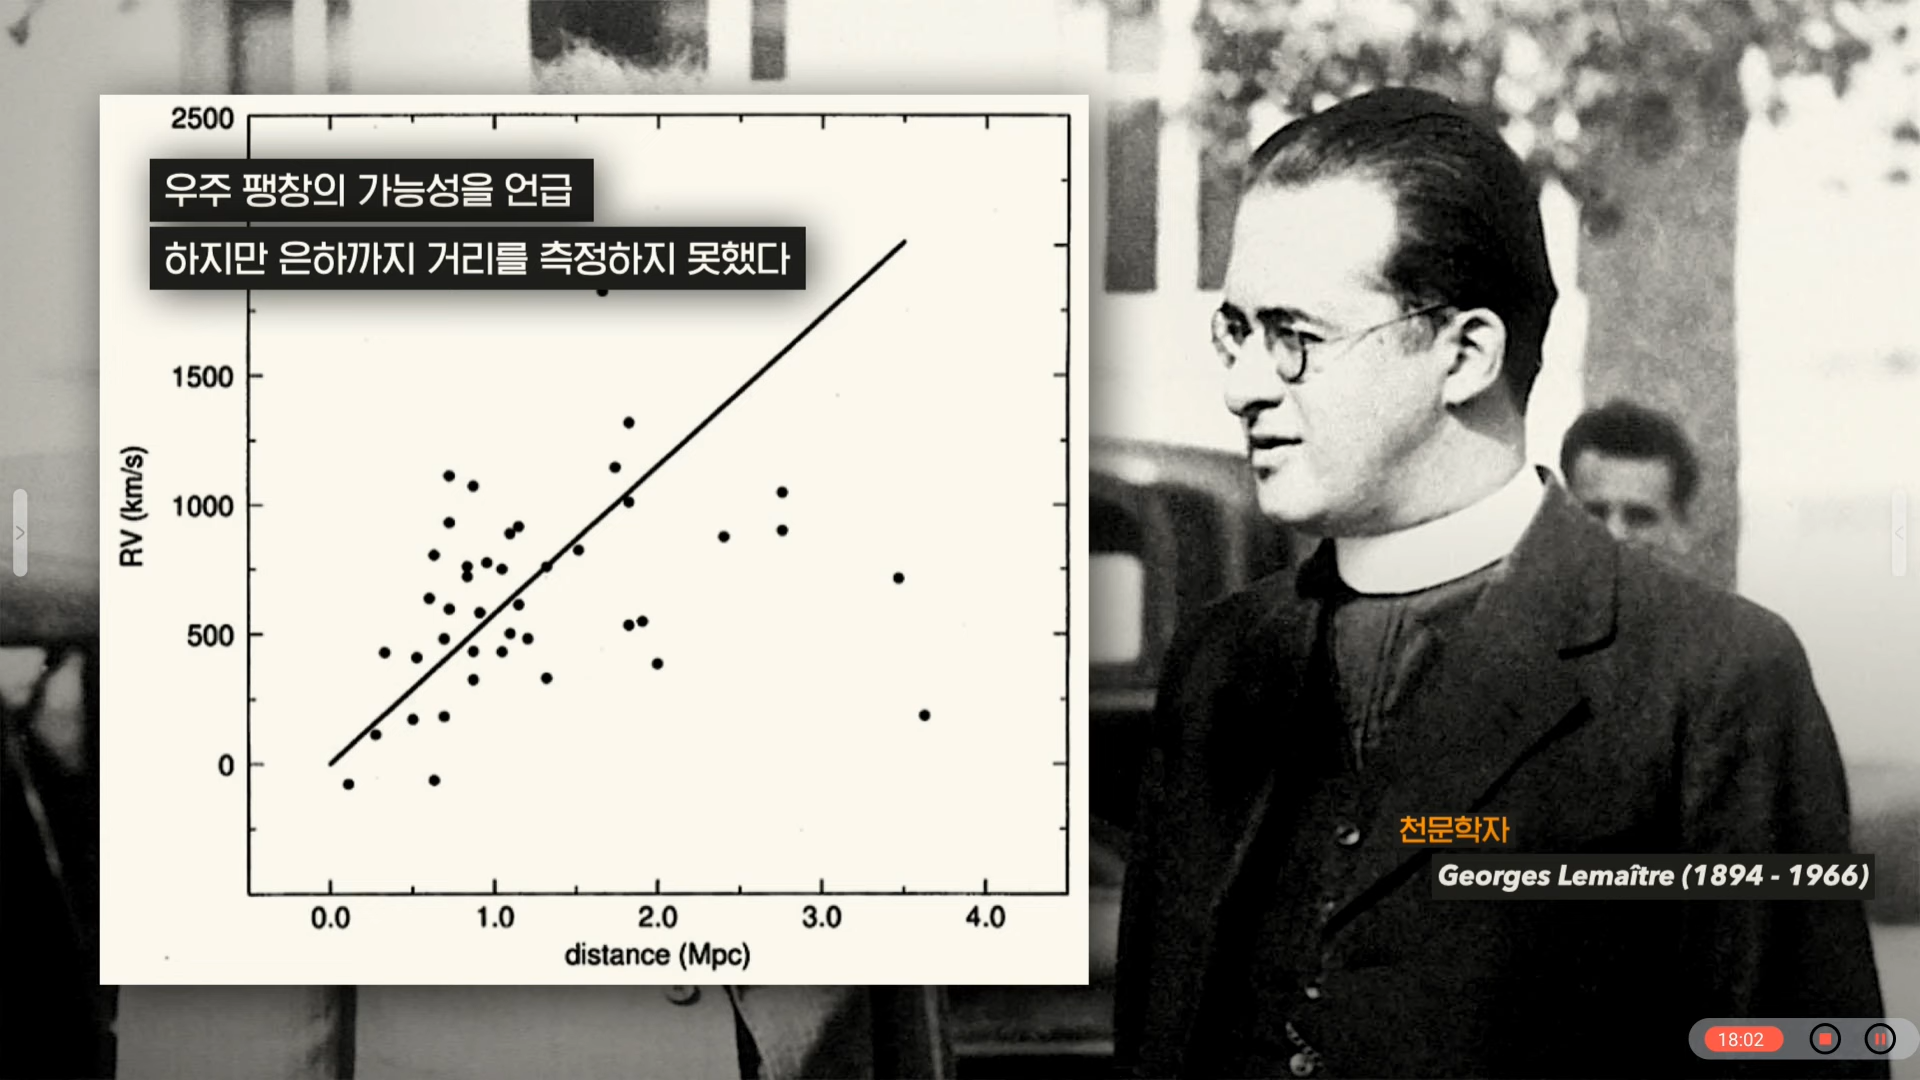 2500
우주 팽창의 가능성을 언급
하지만 은하까지 거리를 측정하지 못했다
1500
1000
500
0
RV (km/s)
0.0 1.0 2.0 3.0 4.0
distance (Mpc)
천문학자
Georges Lemaître (1894 - 1966)
18:02